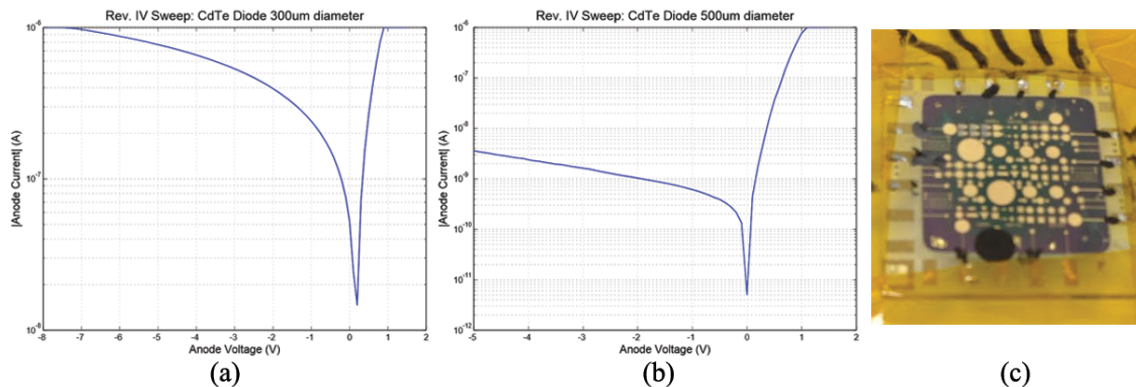 Rev. IV Sweep: CdTe Diode 300um diameter
|Anode Current| (A)
10^-6
10^-7
10^-8
-8 -7 -6 -5 -4 -3 -2 -1 0 1 2
Anode Voltage (V)
(a)
Rev. IV Sweep: CdTe Diode 500um diameter
|Anode Current| (A)
10^-6
10^-7
10^-8
10^-9
10^-10
10^-11
10^-12
-5 -4 -3 -2 -1 0 1 2
Anode Voltage (V)
(b)
(c)